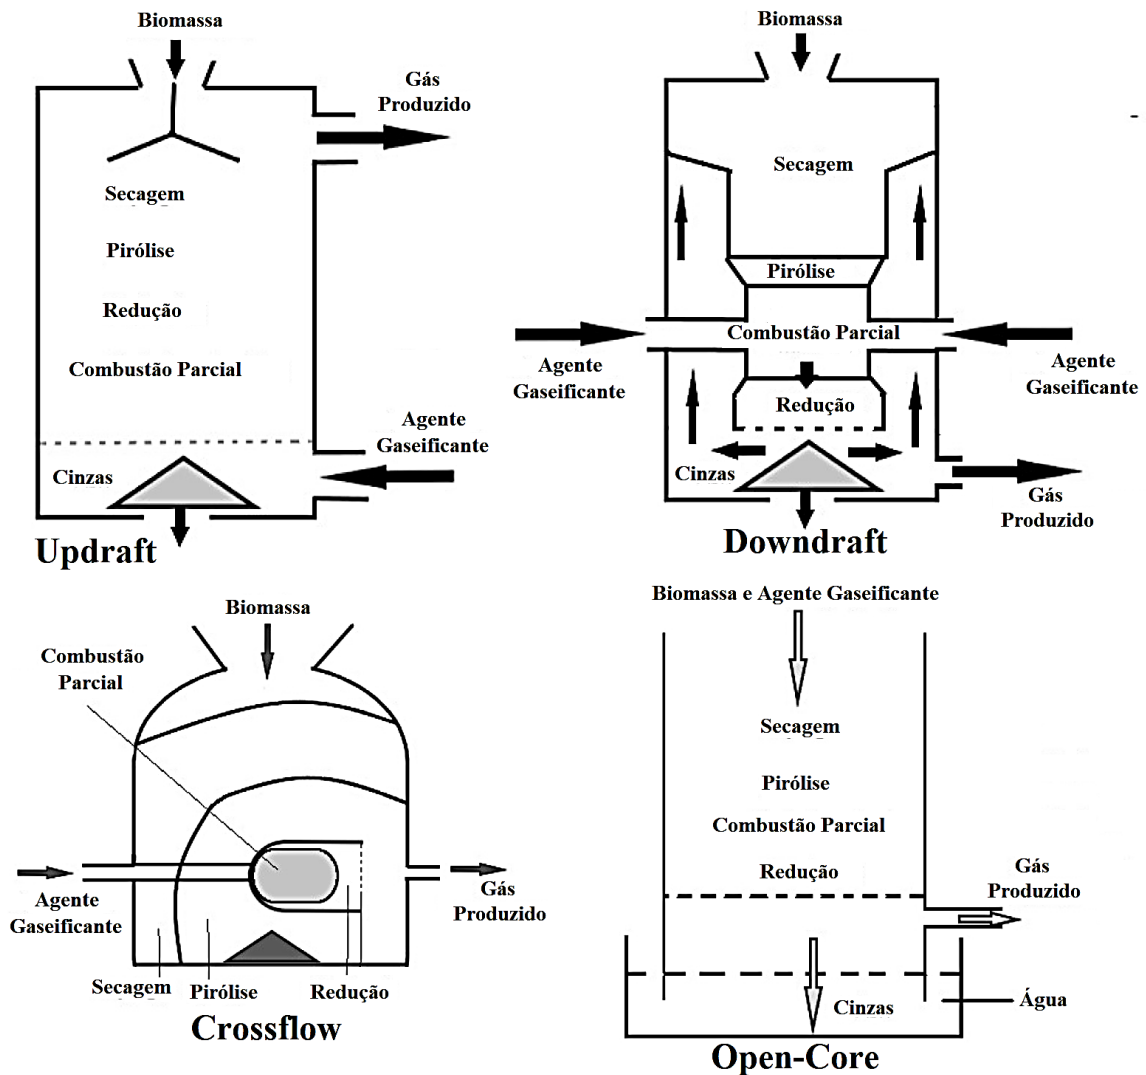 Biomassa
Gás
Produzido
Secagem
Pirólise
Redução
Combustão Parcial
Agente
Gaseificante
Cinzas
Updraft
Biomassa
Secagem
Pirólise
Combustão Parcial
Agente
Gaseificante
Agente
Gaseificante
Redução
Cinzas
Gás
Produzido
Downdraft
Biomassa
Combustão
Parcial
Agente
Gaseificante
Gás
Produzido
Secagem
Pirólise
Redução
Crossflow
Biomassa e Agente Gaseificante
Secagem
Pirólise
Combustão Parcial
Redução
Gás
Produzido
Água
Cinzas
Open-Core